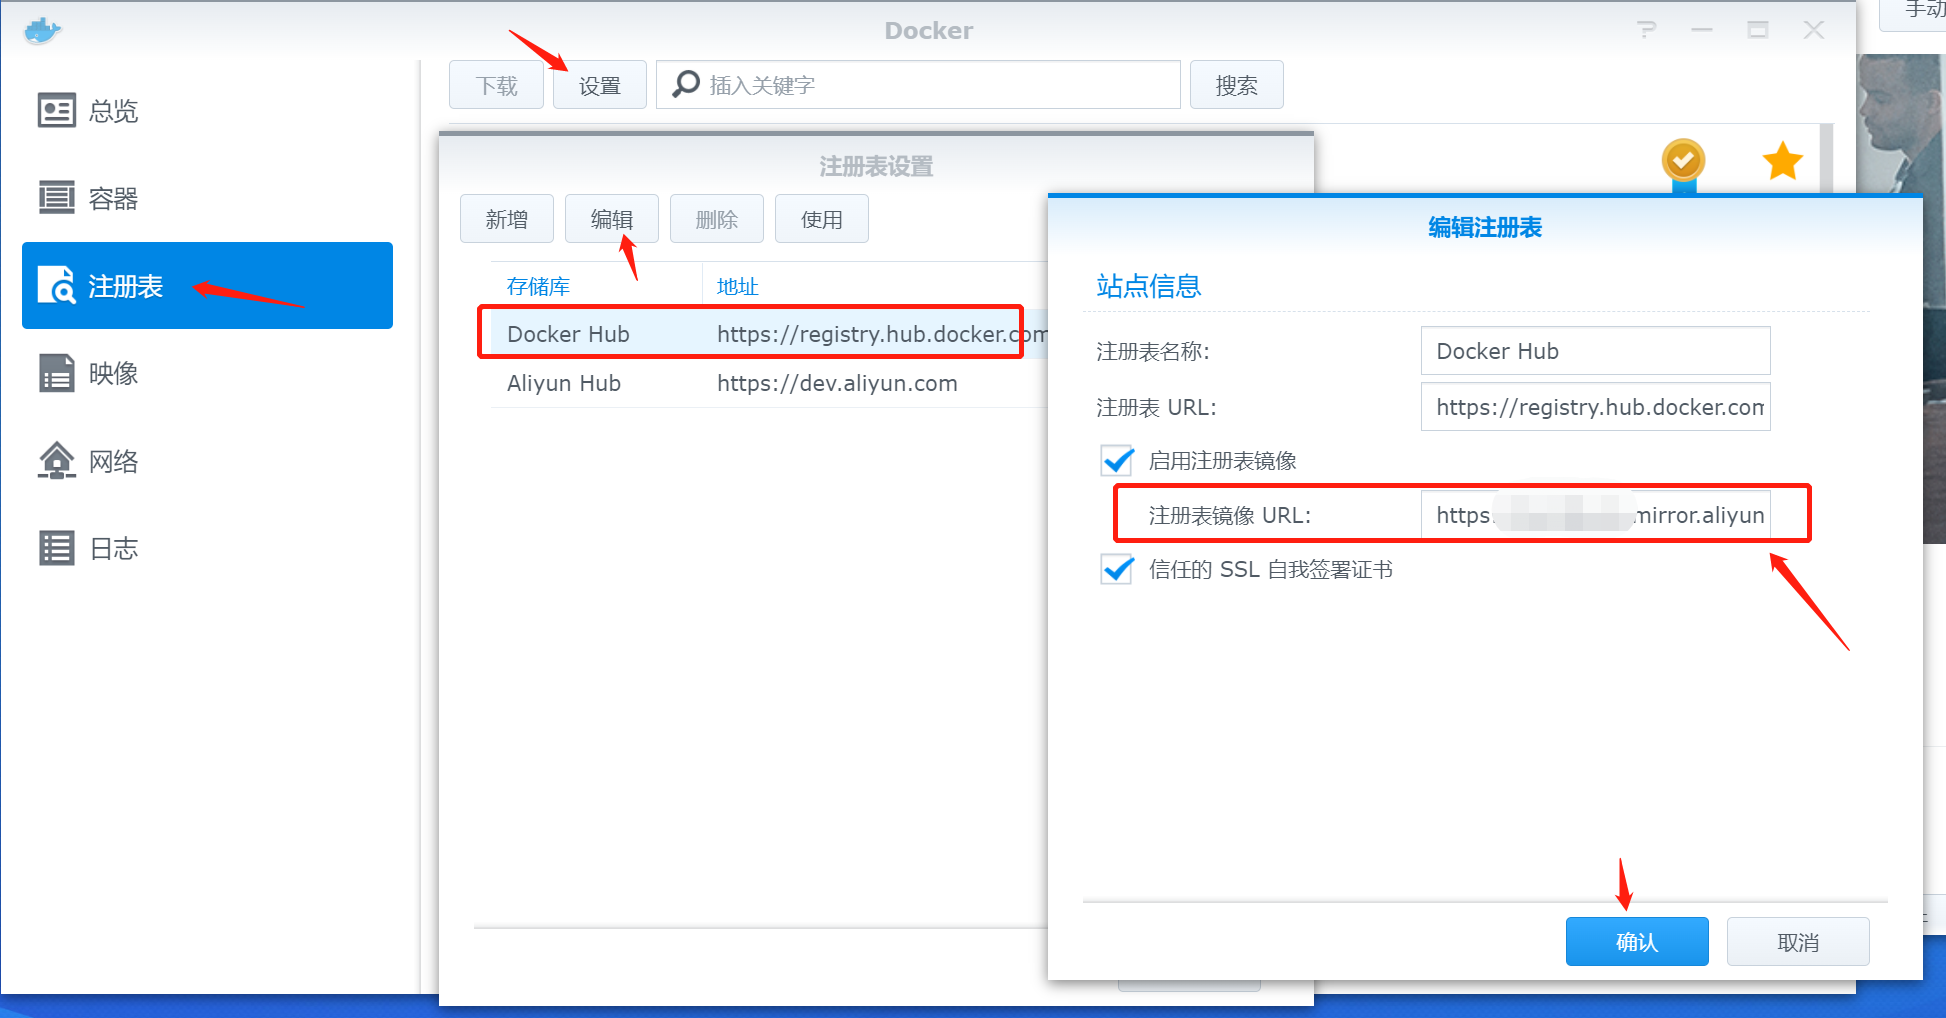 Docker
手动
总览
容器
注册表
映像
网络
日志
下载
设置
插入关键字
搜索
注册表设置
新增
编辑
删除
使用
存储库 地址
Docker Hub https://registry.hub.docker.com
Aliyun Hub https://dev.aliyun.com
编辑注册表
站点信息
注册表名称: Docker Hub
注册表 URL: https://registry.hub.docker.com
启用注册表镜像
注册表镜像 URL: https: mirror.aliyun
信任的 SSL 自我签署证书
确认
取消